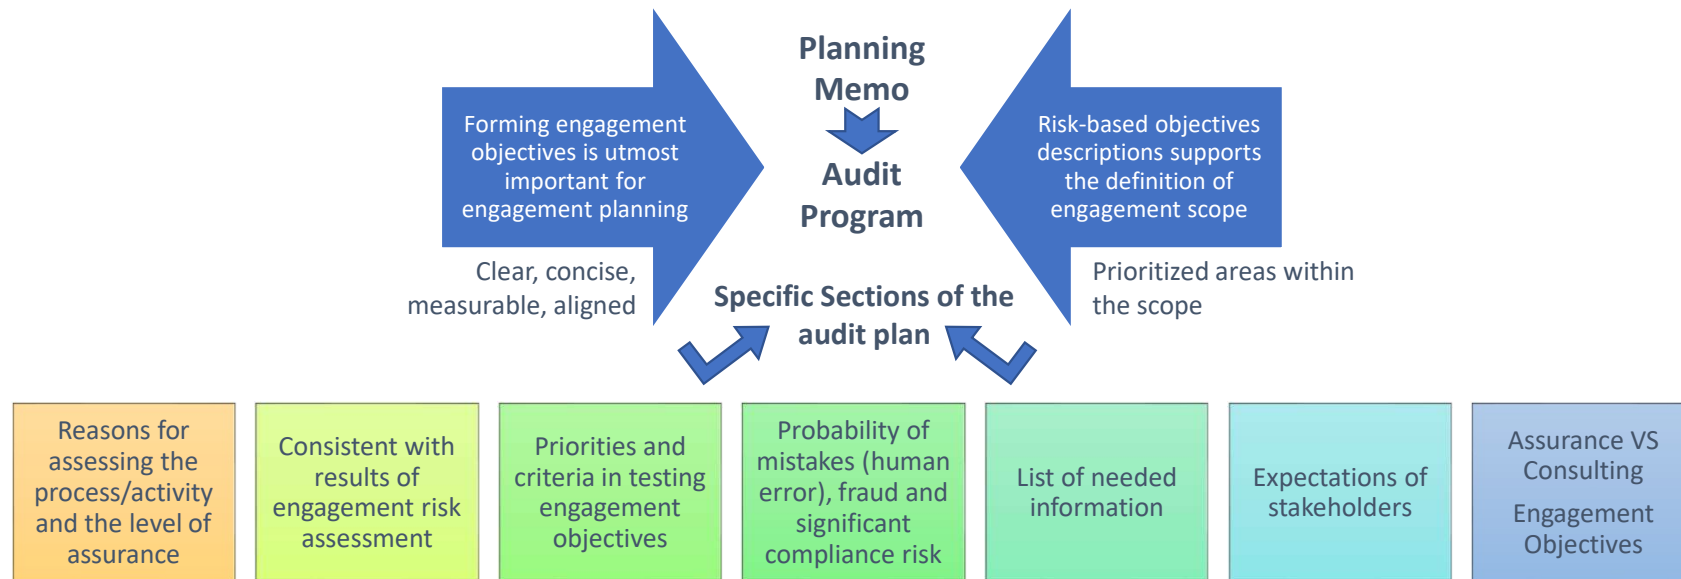 Planning
Memo
Forming engagement
objectives is utmost
important for
engagement planning
Risk-based objectives
descriptions supports
the definition of
engagement scope
Audit
Program
Clear, concise,
measurable, aligned
Prioritized areas within
the scope
Specific Sections of the
audit plan
Reasons for
assessing the
process/activity
and the level of
assurance
Consistent with
results of
engagement risk
assessment
Priorities and
criteria in testing
engagement
objectives
Probability of
mistakes (human
error), fraud and
significant
compliance risk
List of needed
information
Expectations of
stakeholders
Assurance VS
Consulting
Engagement
Objectives